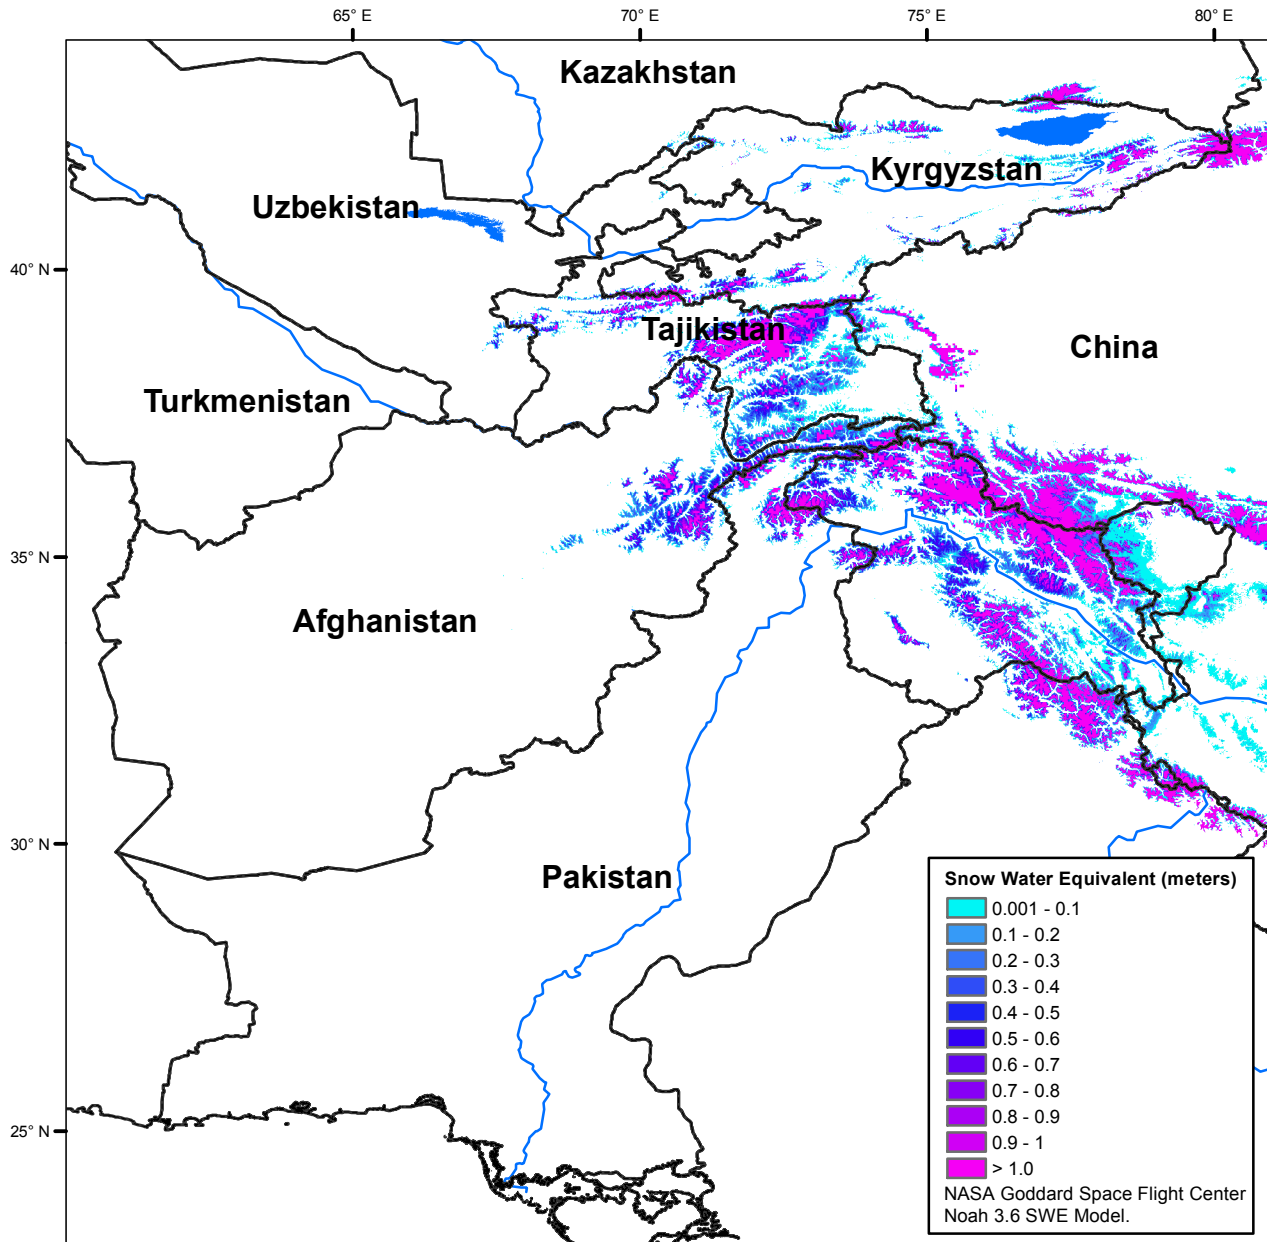 65° E
70° E
75° E
80° E
Kazakhstan
Kyrgyzstan
Uzbekistan
40° N
Tajikistan
China
Turkmenistan
35° N
Afghanistan
30° N
Pakistan
25° N
Snow Water Equivalent (meters)
0.001 - 0.1
0.1 - 0.2
0.2 - 0.3
0.3 - 0.4
0.4 - 0.5
0.5 - 0.6
0.6 - 0.7
0.7 - 0.8
0.8 - 0.9
0.9 - 1
> 1.0
NASA Goddard Space Flight Center
Noah 3.6 SWE Model.